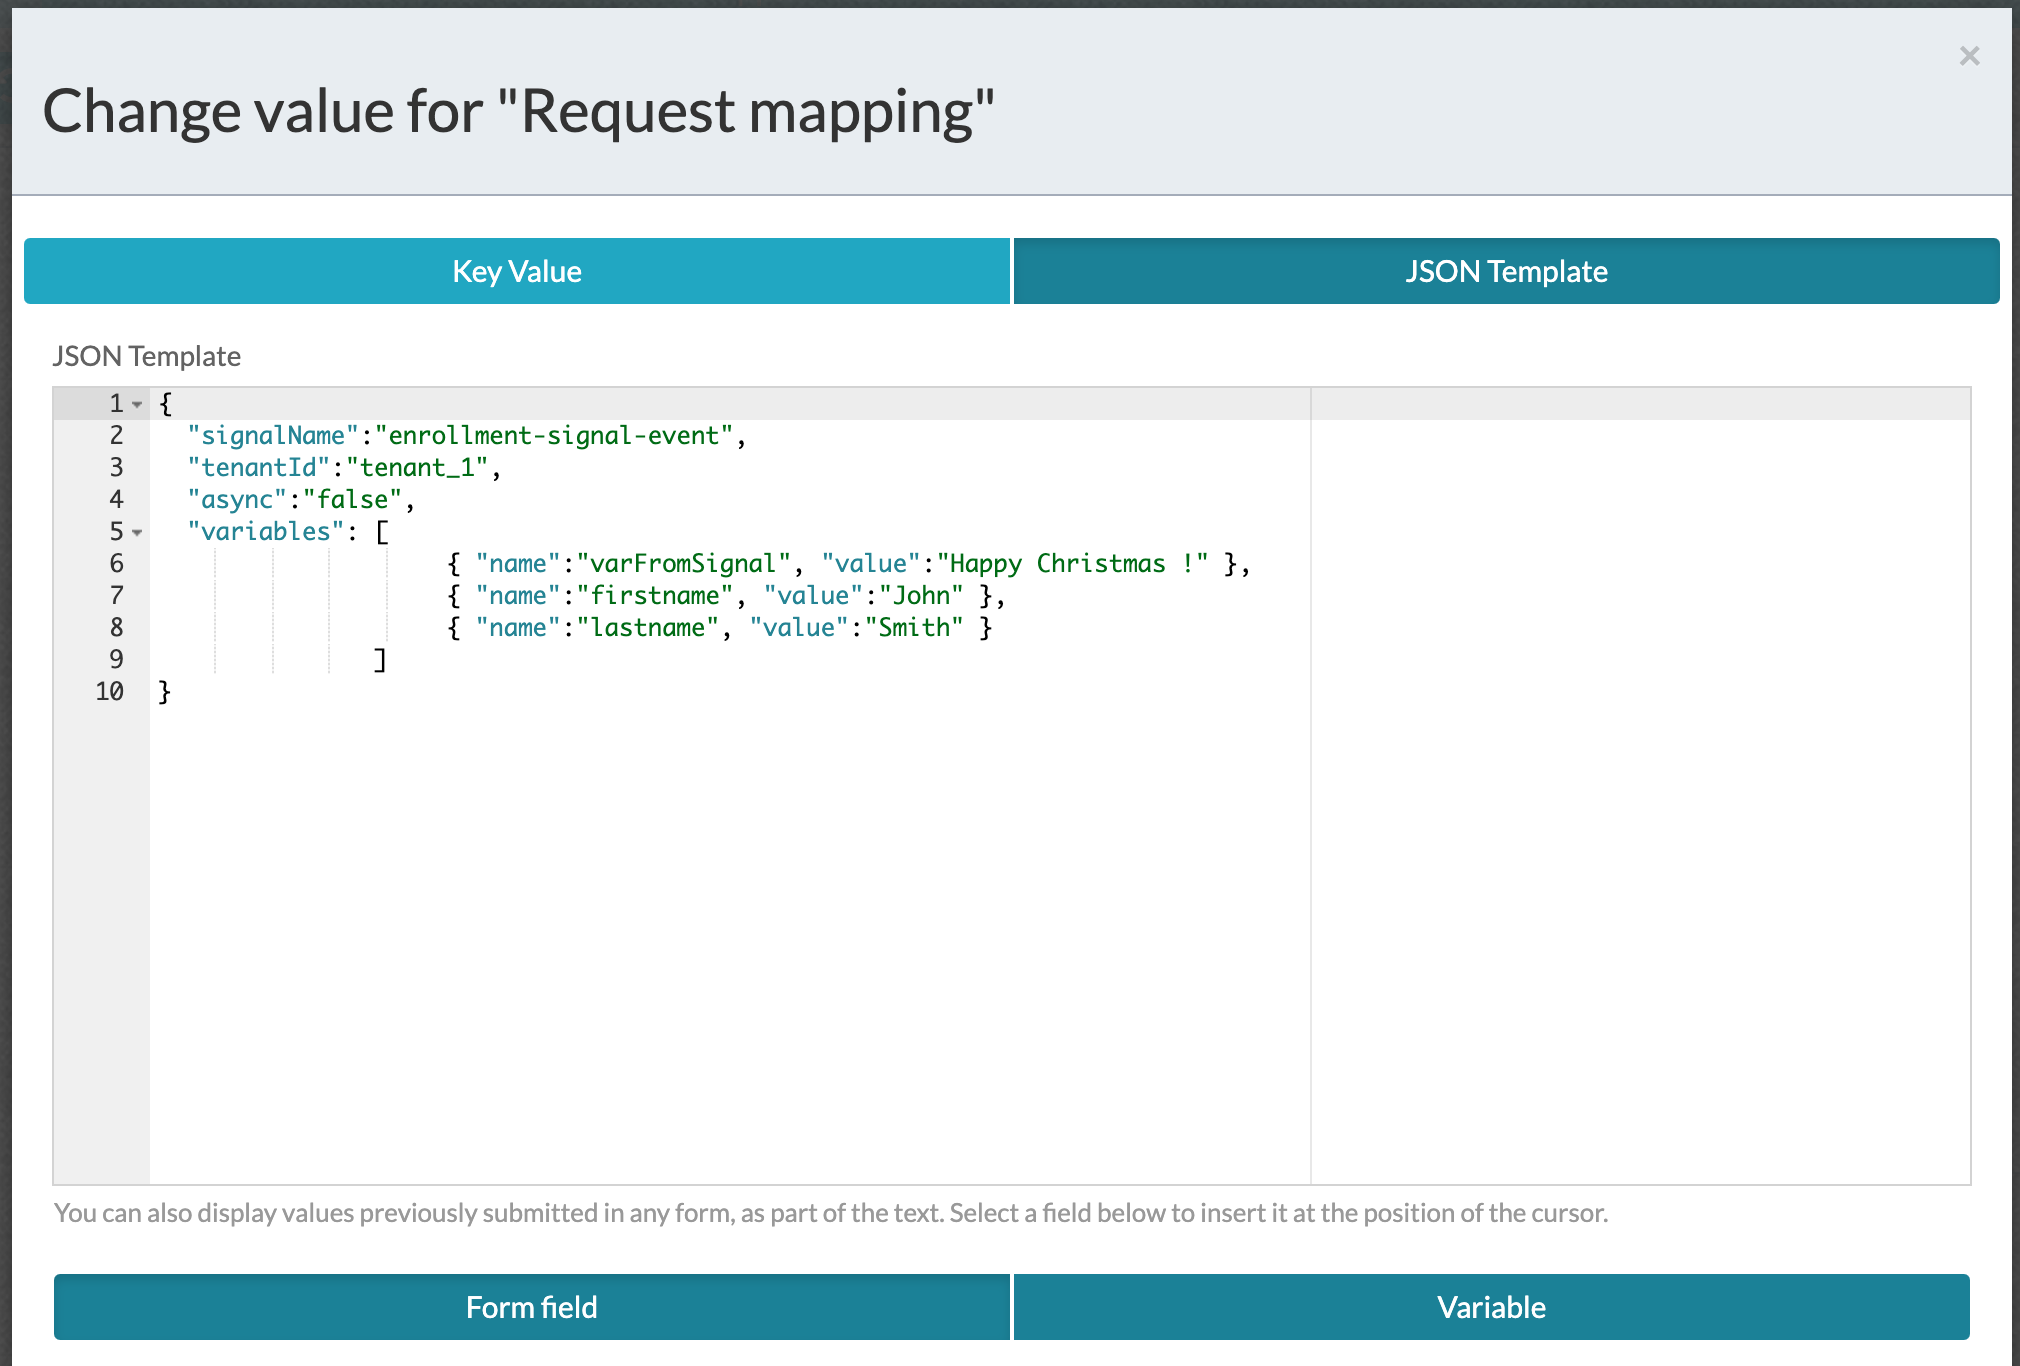 ×
Change value for "Request mapping"
Key Value
JSON Template
JSON Template
1 {
2 "signalName":"enrollment-signal-event",
3 "tenantId":"tenant_1",
4 "async":"false",
5 "variables": [
6 { "name":"varFromSignal", "value":"Happy Christmas !" },
7 { "name":"firstname", "value":"John" },
8 { "name":"lastname", "value":"Smith" }
9 ]
10 }
You can also display values previously submitted in any form, as part of the text. Select a field below to insert it at the position of the cursor.
Form field
Variable